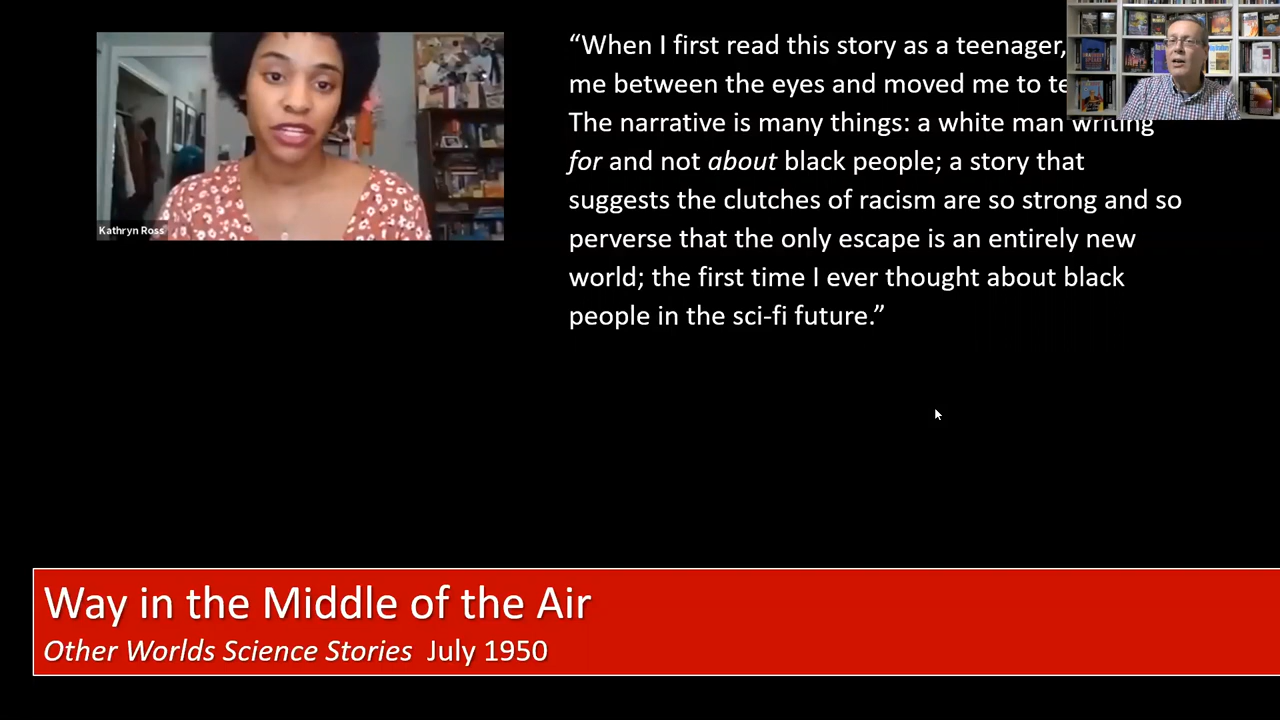 “When I first read this story as a teenager,
me between the eyes and moved me to
The narrative is many things: a white man writing
for and not about black people; a story that
suggests the clutches of racism are so strong and so
perverse that the only escape is an entirely new
world; the first time I ever thought about black
people in the sci-fi future.”
Kathryn Ross
Way in the Middle of the Air
Other Worlds Science Stories July 1950